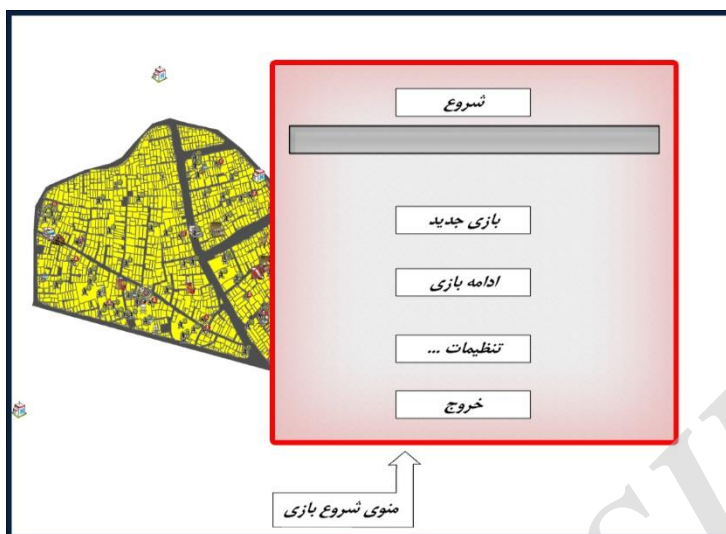 شروع
بازی جدید
ادامه بازی
تنظیمات ...
خروج
منوی شروع بازی